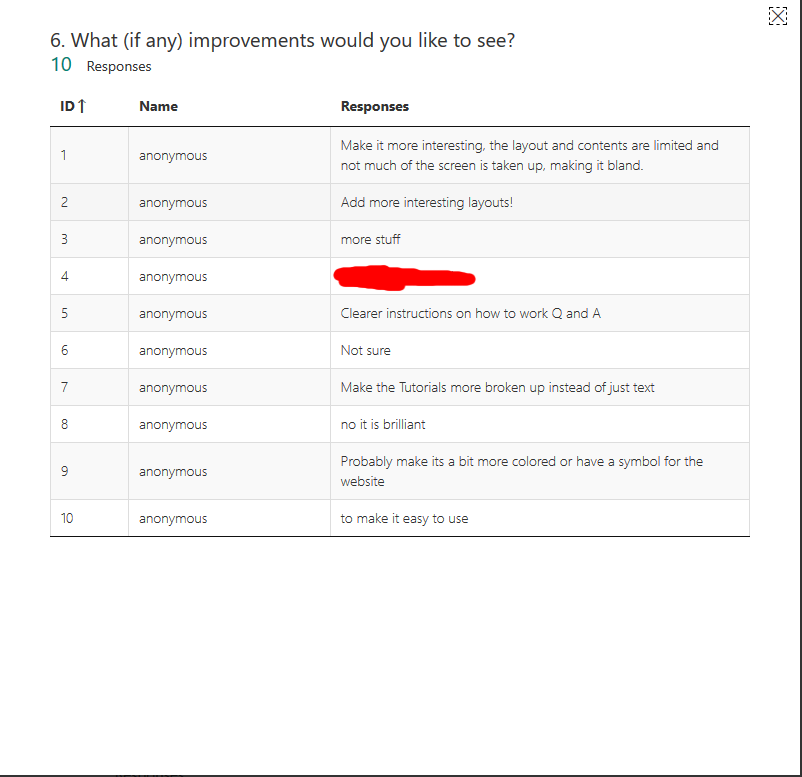 6. What (if any) improvements would you like to see?
10 Responses
ID↑ Name Responses
1 anonymous Make it more interesting, the layout and contents are limited and
not much of the screen is taken up, making it bland.
2 anonymous Add more interesting layouts!
3 anonymous more stuff
4 anonymous
5 anonymous Clearer instructions on how to work Q and A
6 anonymous Not sure
7 anonymous Make the Tutorials more broken up instead of just text
8 anonymous no it is brilliant
9 anonymous Probably make its a bit more colored or have a symbol for the
website
10 anonymous to make it easy to use